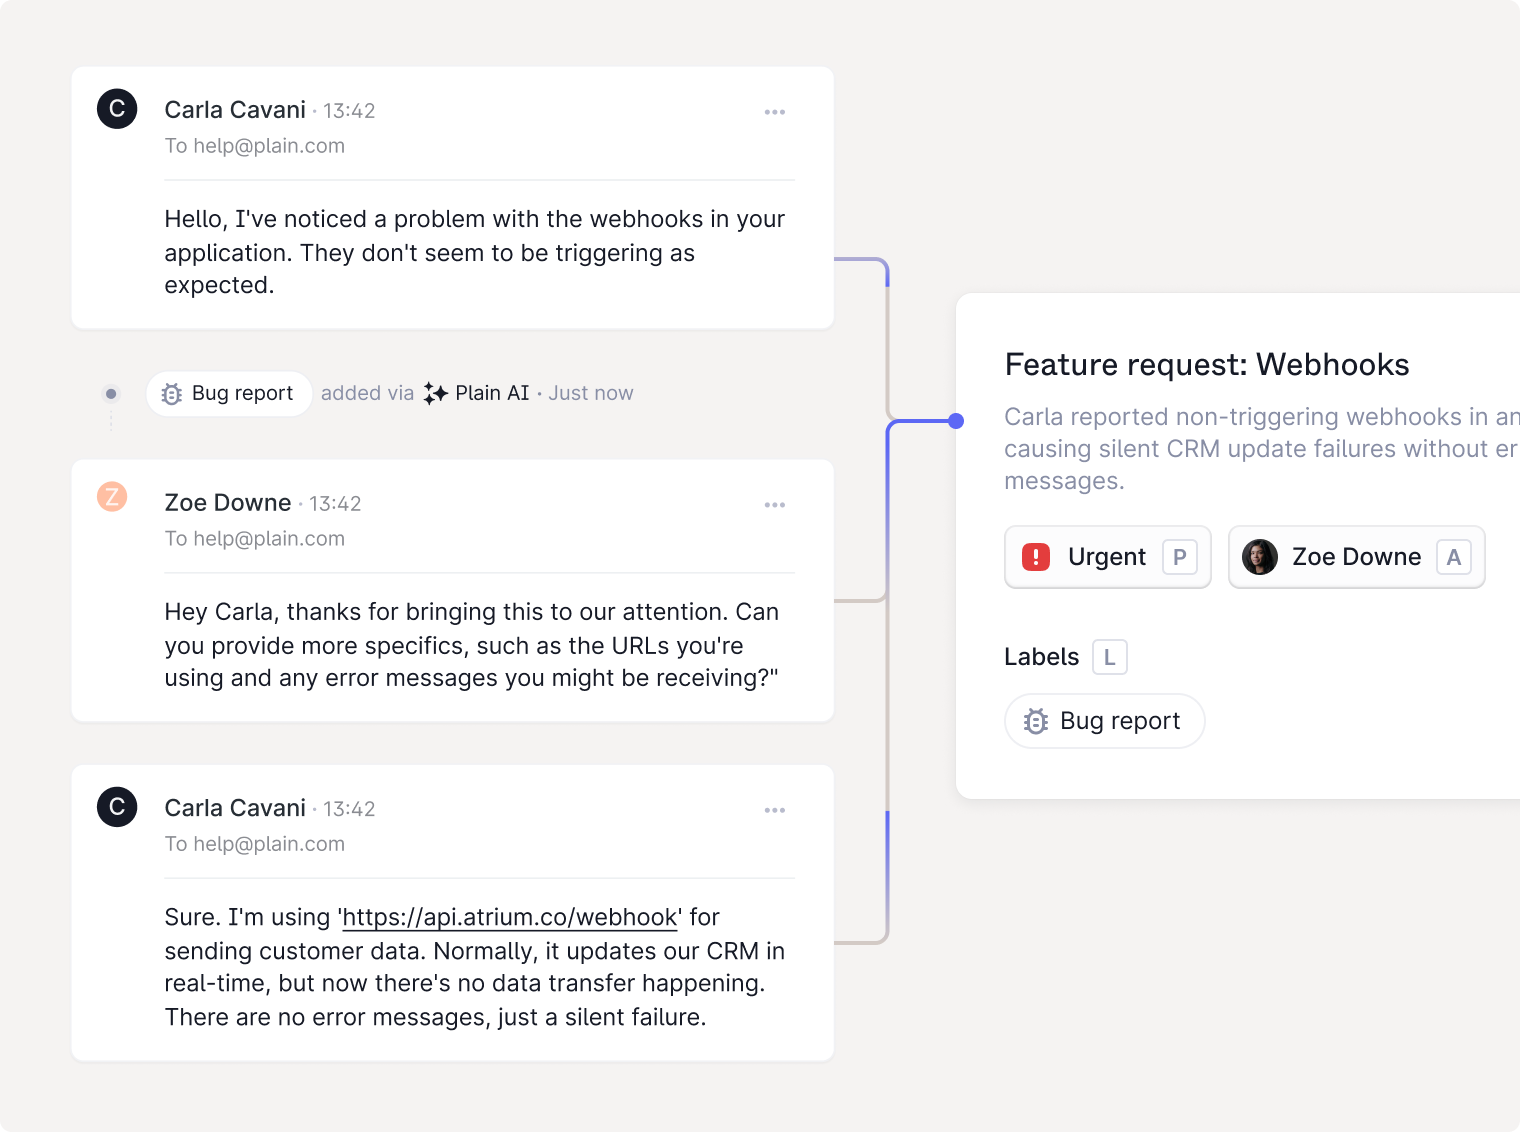 C
Carla Cavani · 13:42
To help@plain.com
Hello, I've noticed a problem with the webhooks in your
application. They don't seem to be triggering as
expected.
Bug report added via Plain AI · Just now
Z
Zoe Downe · 13:42
To help@plain.com
Hey Carla, thanks for bringing this to our attention. Can
you provide more specifics, such as the URLs you're
using and any error messages you might be receiving?"
C
Carla Cavani · 13:42
To help@plain.com
Sure. I'm using 'https://api.atrium.co/webhook' for
sending customer data. Normally, it updates our CRM in
real-time, but now there's no data transfer happening.
There are no error messages, just a silent failure.
Feature request: Webhooks
Carla reported non-triggering webhooks in an
causing silent CRM update failures without er
messages.
Urgent P Zoe Downe A
Labels L
Bug report